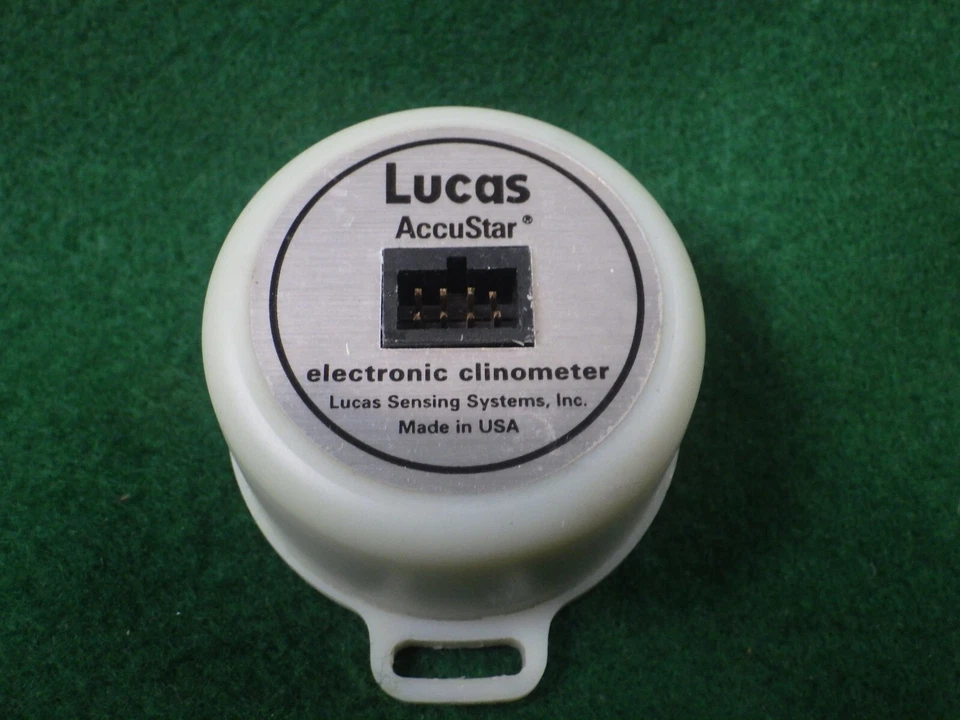 Lucas
AccuStar®
electronic clinometer
Lucas Sensing Systems, Inc.
Made in USA